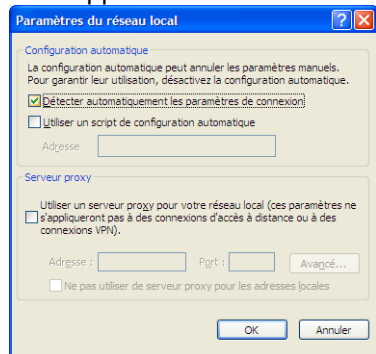 Paramètres du réseau local
Configuration automatique
La configuration automatique peut annuler les paramètres manuels.
Pour garantir leur utilisation, désactivez la configuration automatique.
Détecter automatiquement les paramètres de connexion
Utiliser un script de configuration automatique
Adresse
Serveur proxy
Utiliser un serveur proxy pour votre réseau local (ces paramètres ne
s'appliqueront pas à des connexions d'accès à distance ou à des
connexions VPN).
Adresse : Port : Avancé...
Ne pas utiliser de serveur proxy pour les adresses locales
OK Annuler